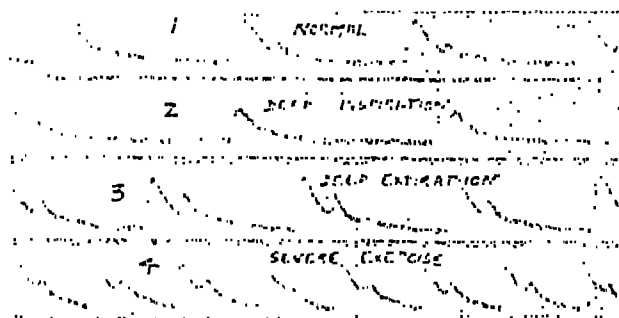 1 NORMAL
2 DEEP INSPIRATION
3 DEEP EXPIRATION
4 SEVERE EXERCISE